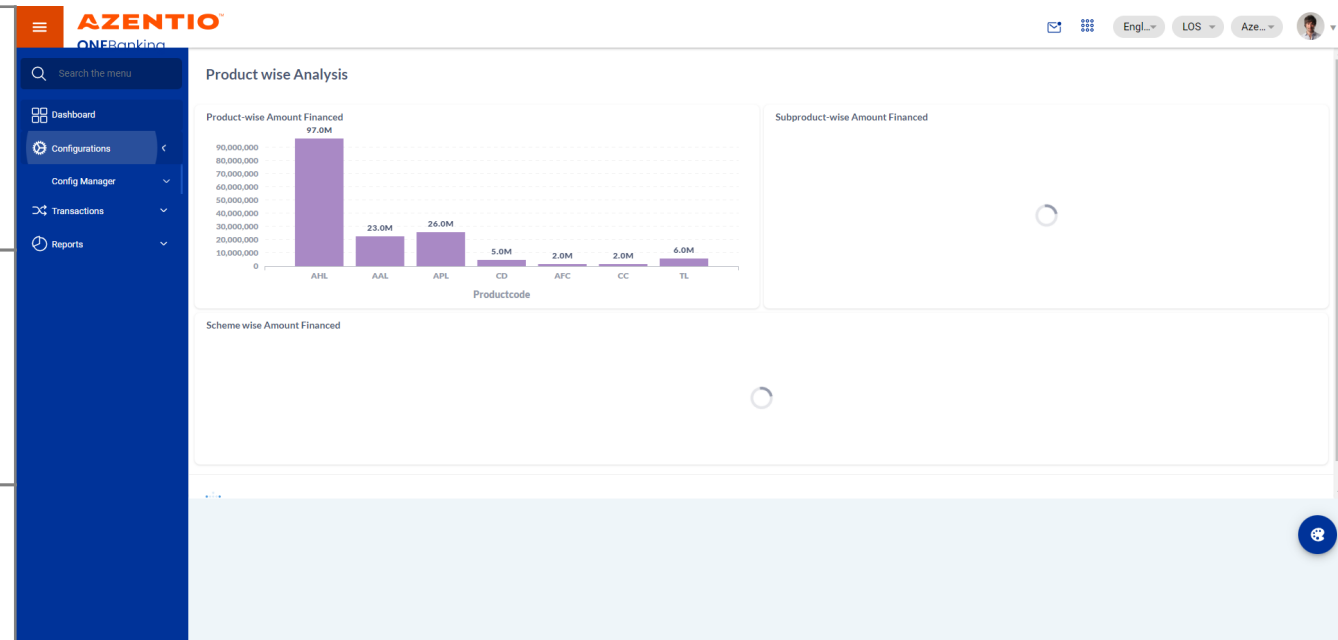 AZENTIO
ONEBanking
Engl...
LOS
Aze...
Search the menu
Dashboard
Configurations
Config Manager
Transactions
Reports
Product wise Analysis
Product-wise Amount Financed
97.0M
90,000,000
80,000,000
70,000,000
60,000,000
50,000,000
40,000,000
30,000,000
20,000,000
10,000,000
0
23.0M
26.0M
5.0M
2.0M
2.0M
6.0M
AHL AAL APL CD AFC CC TL
Productcode
Subproduct-wise Amount Financed
Scheme wise Amount Financed